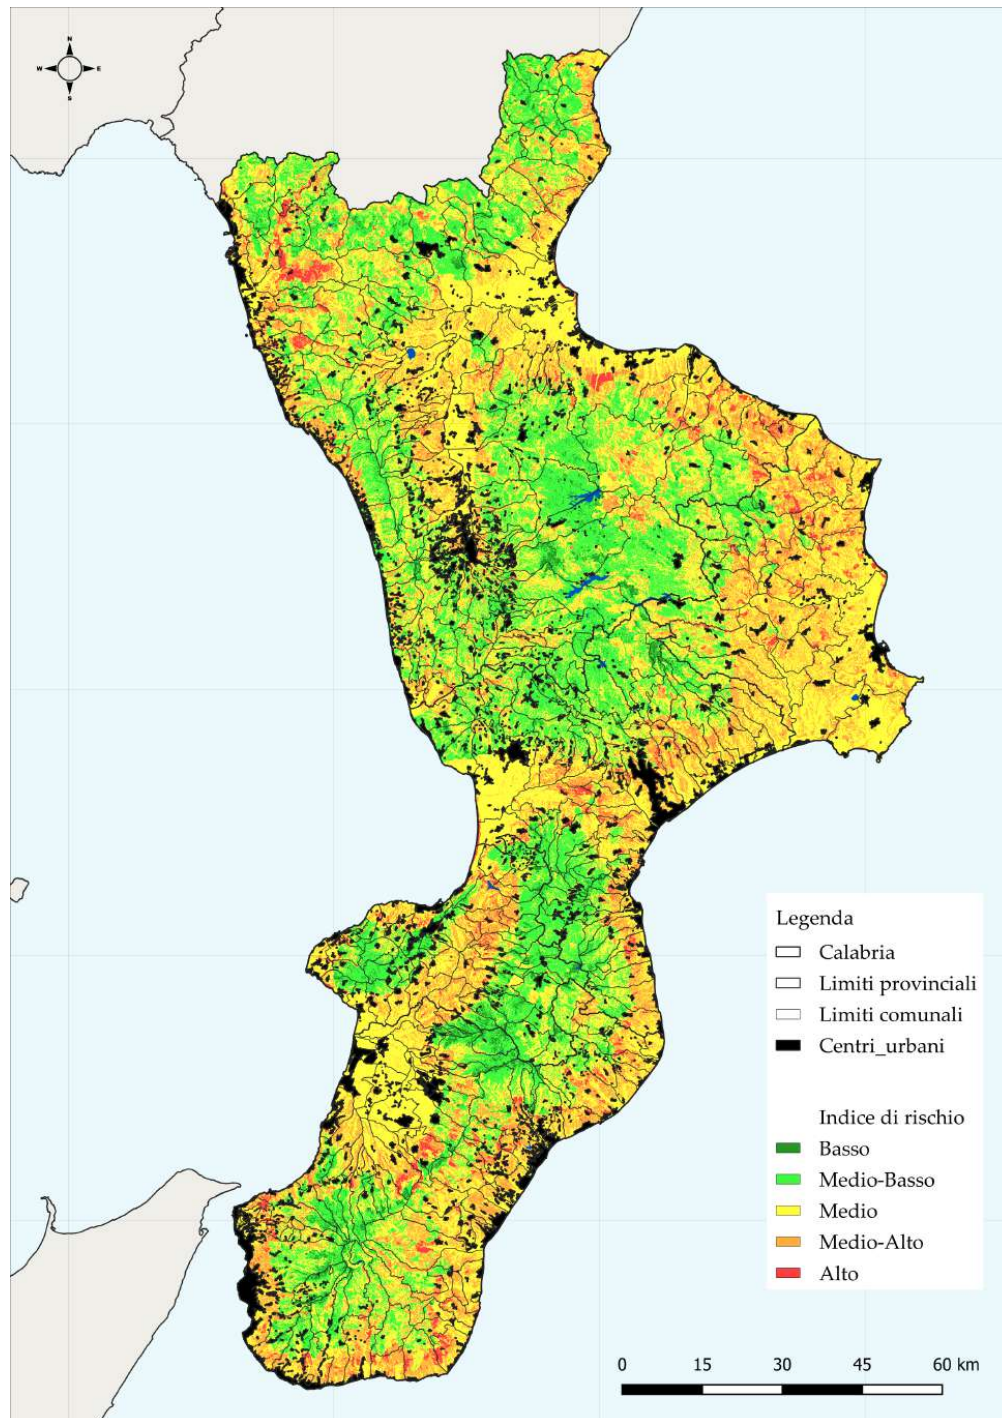 N
W E
S
Legenda
Calabria
Limiti provinciali
Limiti comunali
Centri_urbani
Indice di rischio
Basso
Medio-Basso
Medio
Medio-Alto
Alto
0 15 30 45 60 km